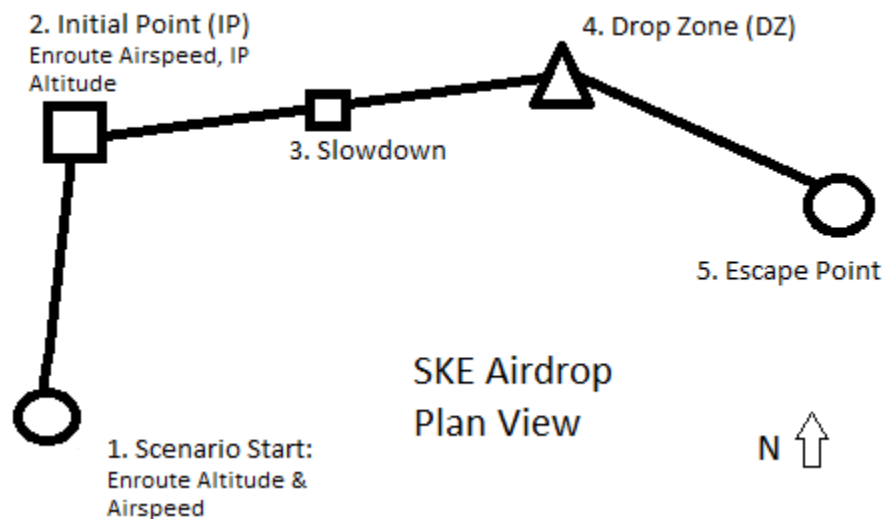 2. Initial Point (IP)
Enroute Airspeed, IP
Altitude
4. Drop Zone (DZ)
3. Slowdown
5. Escape Point
SKE Airdrop
Plan View
N
1. Scenario Start:
Enroute Altitude &
Airspeed